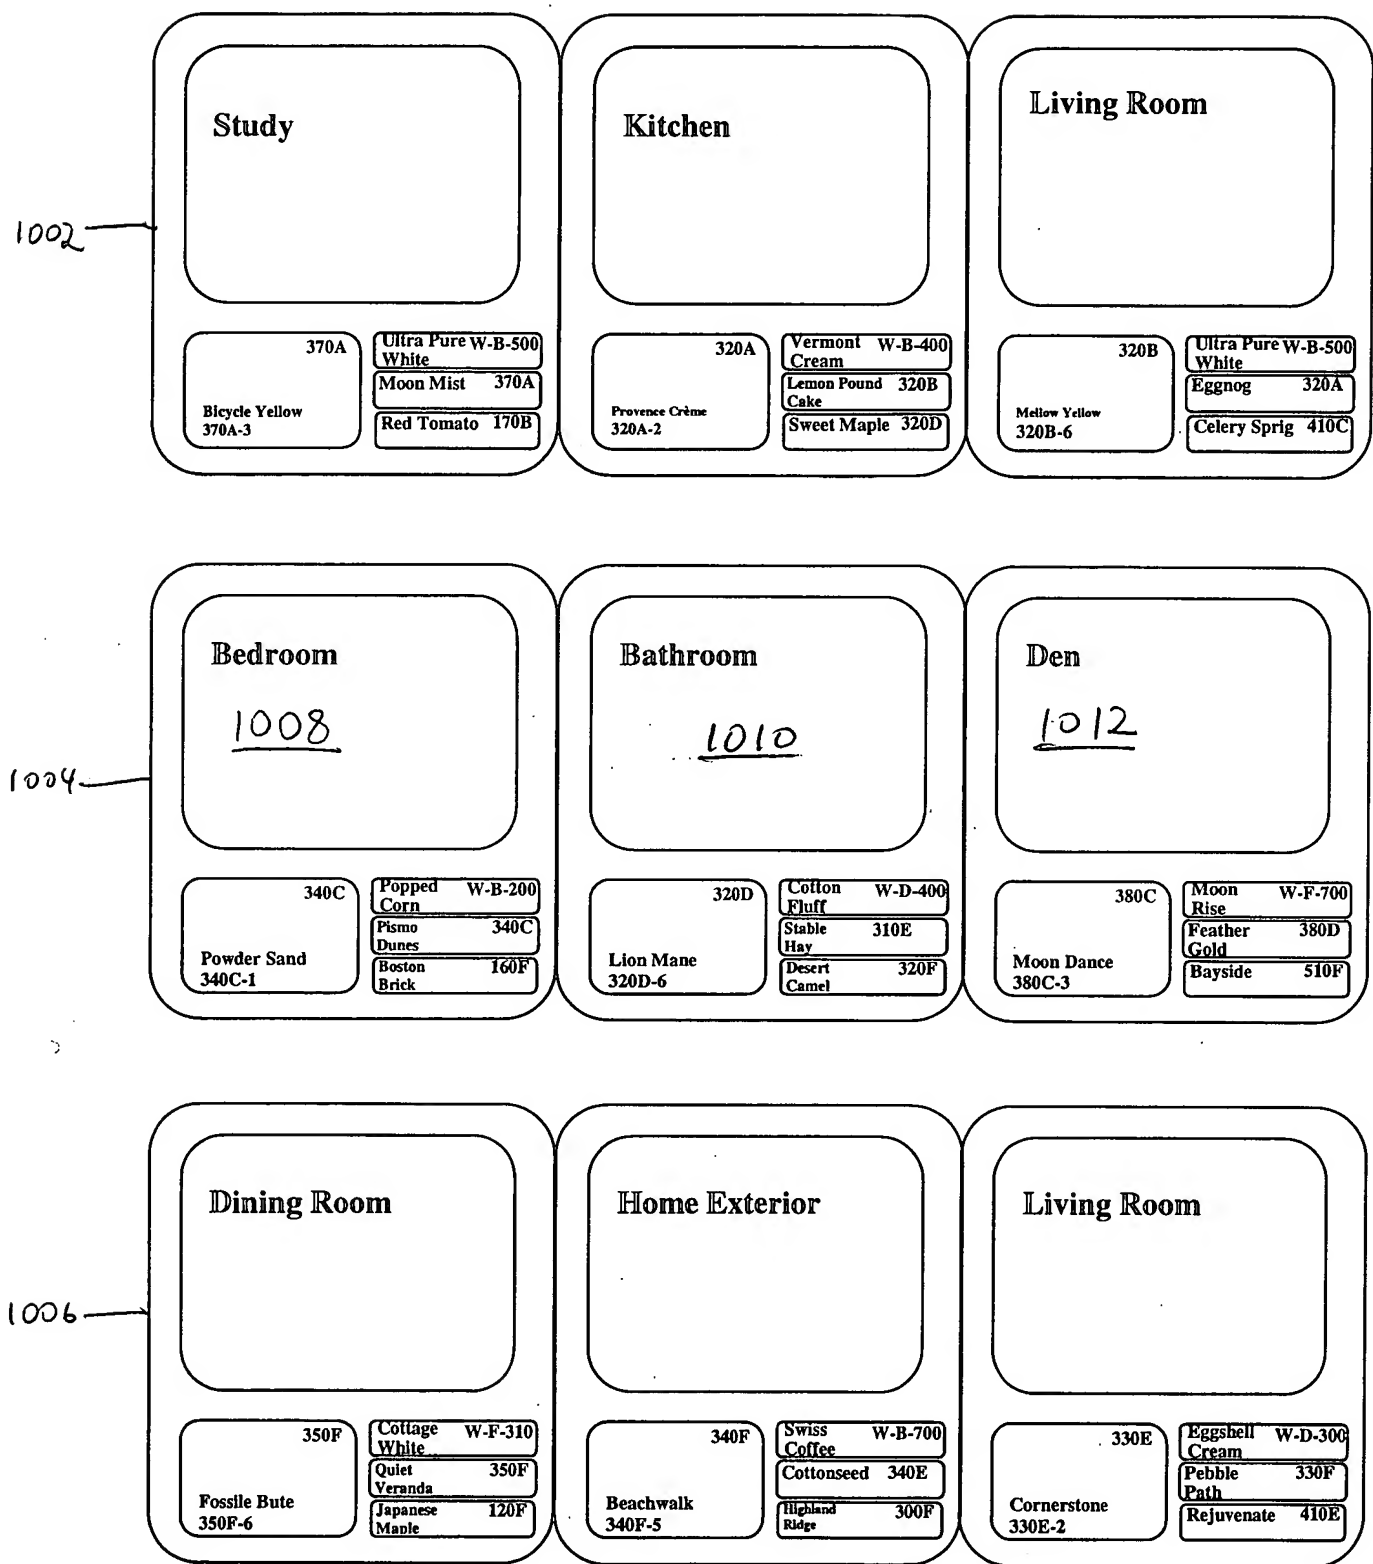 Study
Kitchen
Living Room
1002
370A
Bicycle Yellow
370A-3
Ultra Pure W-B-500
White
Moon Mist 370A
Red Tomato 170B
320A
Provence Crème
320A-2
Vermont W-B-400
Cream
Lemon Pound 320B
Cake
Sweet Maple 320D
320B
Mellow Yellow
320B-6
Ultra Pure W-B-500
White
Eggnog 320A
Celery Sprig 410C
Bedroom
1008
Bathroom
1010
Den
1012
1004
340C
Powder Sand
340C-1
Popped W-B-200
Corn
Pismo 340C
Dunes
Boston 160F
Brick
320D
Lion Mane
320D-6
Cotton W-D-400
Fluff
Stable 310E
Hay
Desert 320F
Camel
380C
Moon Dance
380C-3
Moon W-F-700
Rise
Feather 380D
Gold
Bayside 510F
Dining Room
Home Exterior
Living Room
1006
350F
Fossile Bute
350F-6
Cottage W-F-310
White
Quiet 350F
Veranda
Japanese 120F
Maple
340F
Beachwalk
340F-5
Swiss W-B-700
Coffee
Cottonseed 340E
Highland 300F
Ridge
330E
Cornerstone
330E-2
Eggshell W-D-300
Cream
Pebble 330F
Path
Rejuvenate 410E